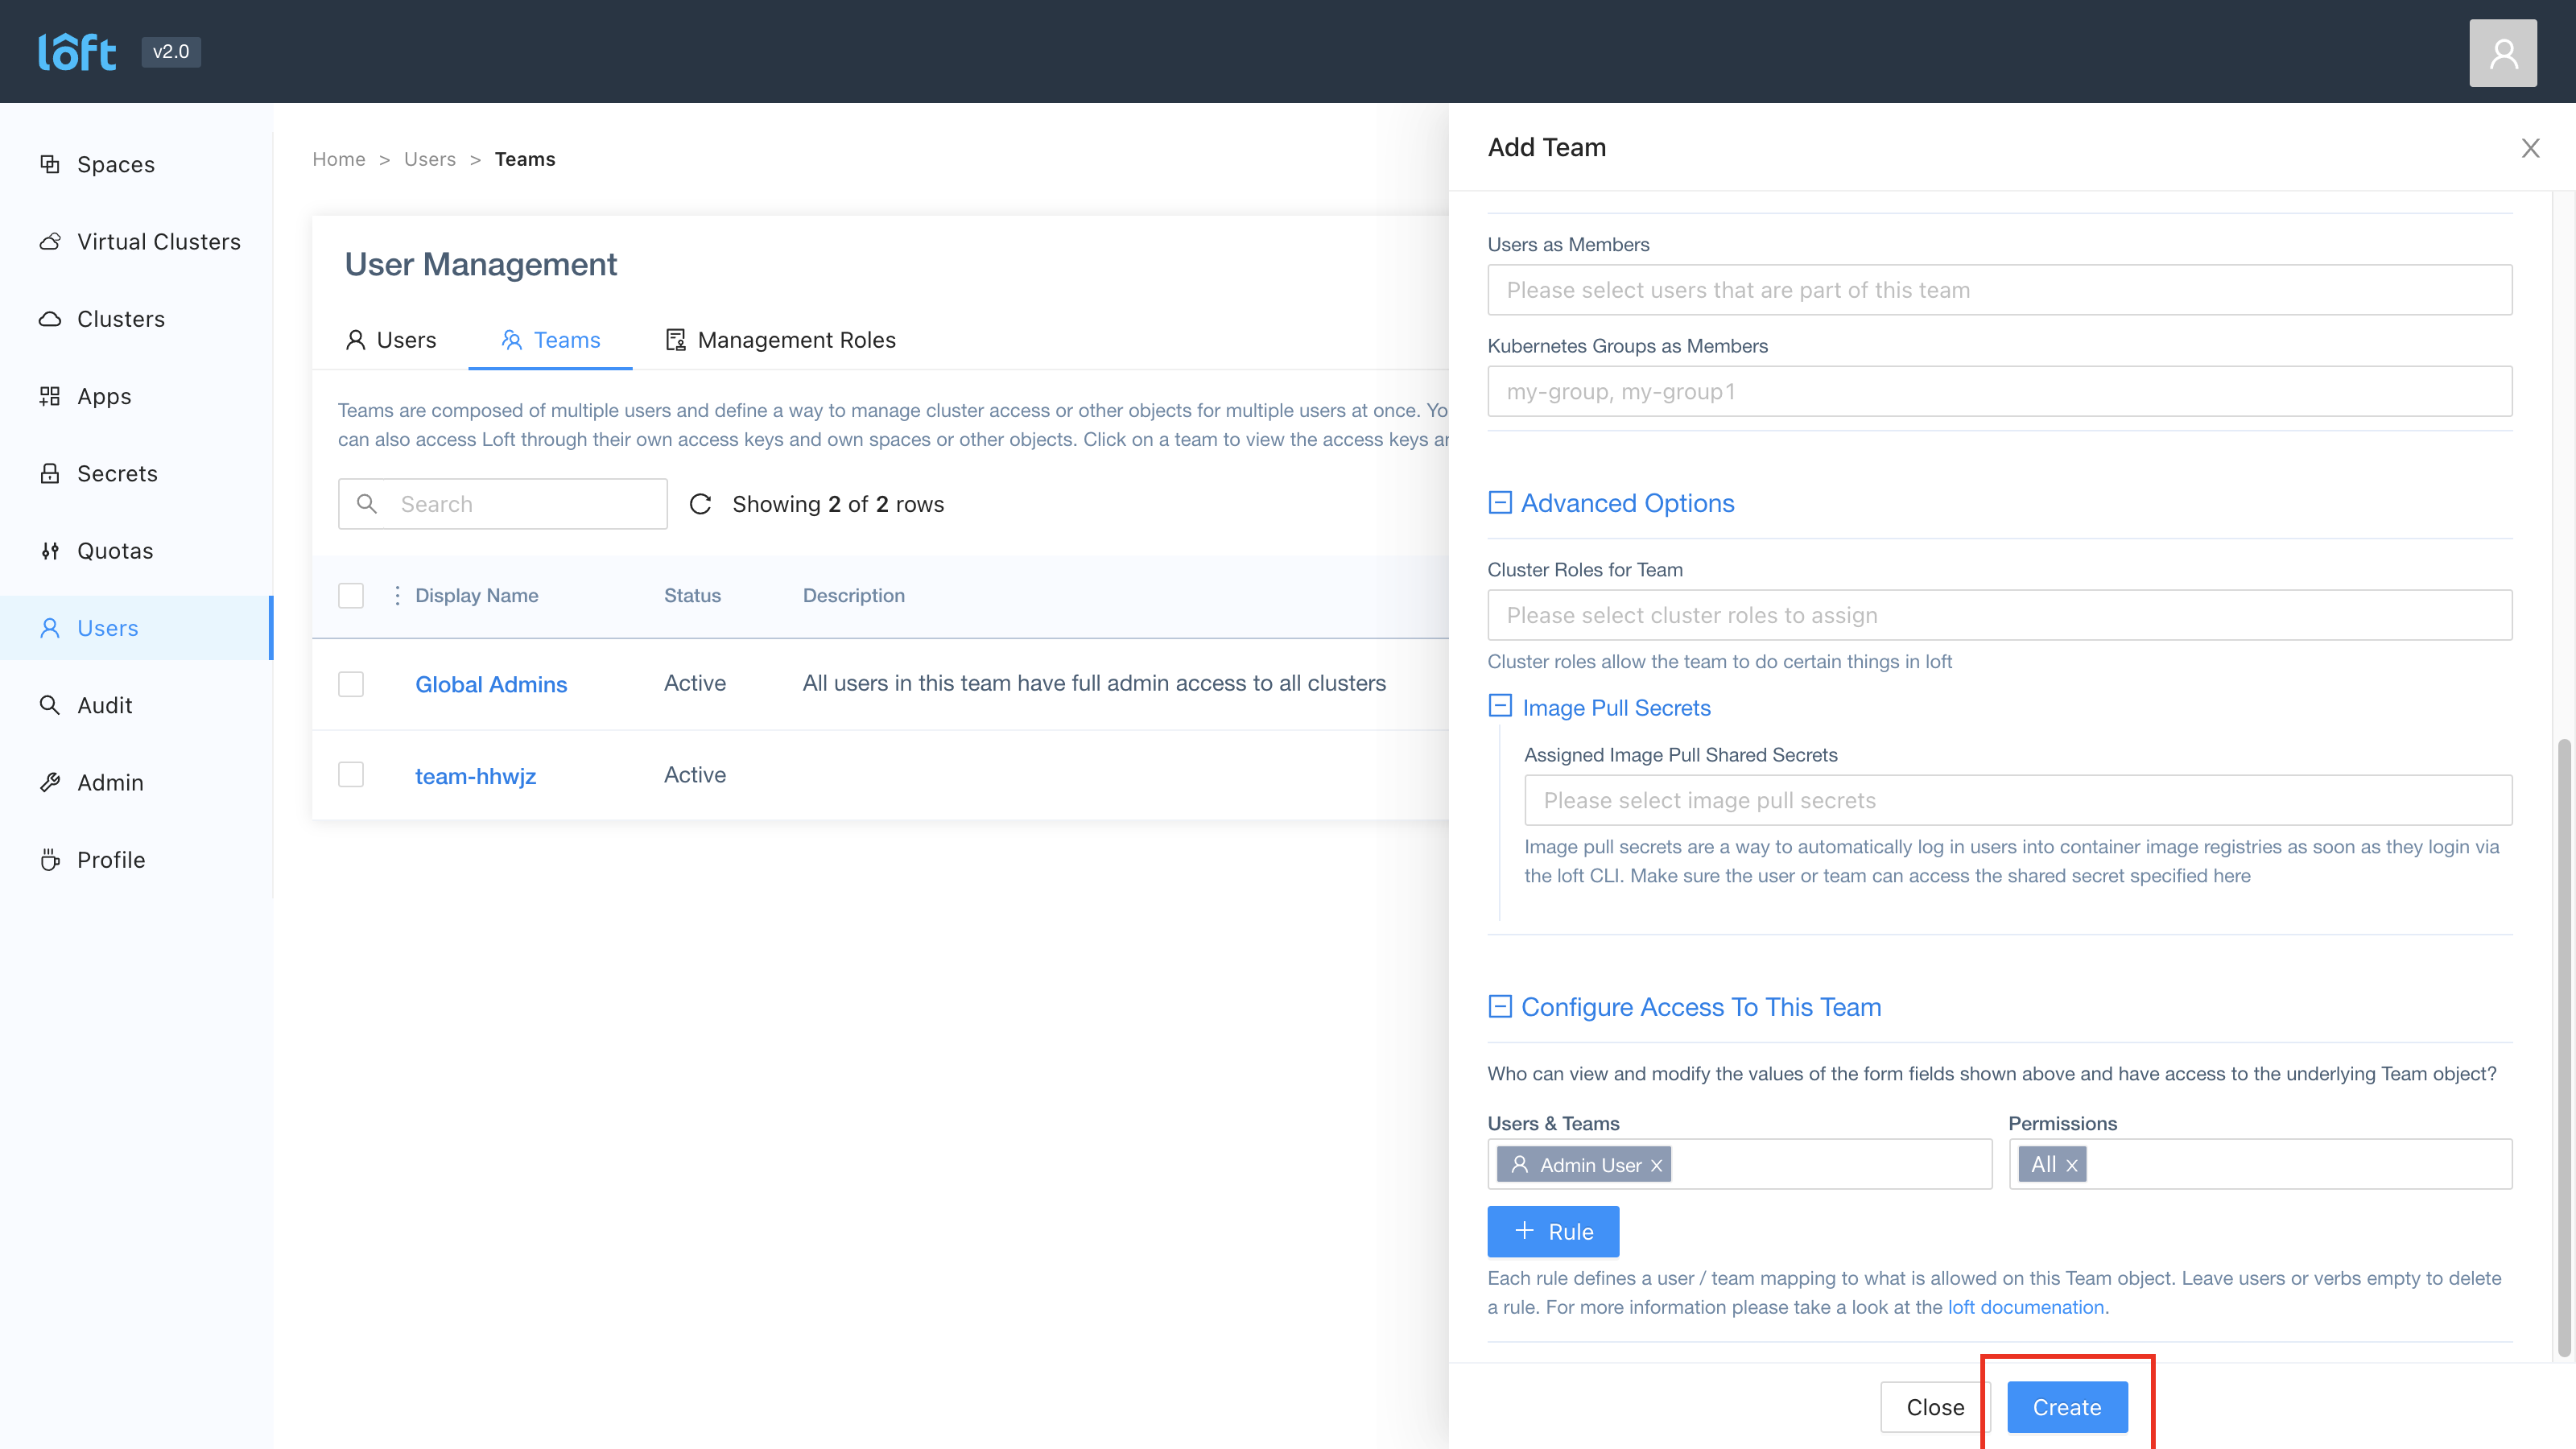 loft v2.0
Spaces
Virtual Clusters
Clusters
Apps
Secrets
Quotas
Users
Audit
Admin
Profile
Home > Users > Teams
User Management
Users Teams Management Roles
Teams are composed of multiple users and define a way to manage cluster access or other objects for multiple users at once. Yo
can also access Loft through their own access keys and own spaces or other objects. Click on a team to view the access keys ar
Search Showing 2 of 2 rows
Display Name Status Description
Global Admins Active All users in this team have full admin access to all clusters
team-hhwjz Active
Add Team
Users as Members
Please select users that are part of this team
Kubernetes Groups as Members
my-group, my-group1
Advanced Options
Cluster Roles for Team
Please select cluster roles to assign
Cluster roles allow the team to do certain things in loft
Image Pull Secrets
Assigned Image Pull Shared Secrets
Please select image pull secrets
Image pull secrets are a way to automatically log in users into container image registries as soon as they login via
the loft CLI. Make sure the user or team can access the shared secret specified here
Configure Access To This Team
Who can view and modify the values of the form fields shown above and have access to the underlying Team object?
Users & Teams Permissions
Admin User All
+ Rule
Each rule defines a user / team mapping to what is allowed on this Team object. Leave users or verbs empty to delete
a rule. For more information please take a look at the loft documenation.
Close Create